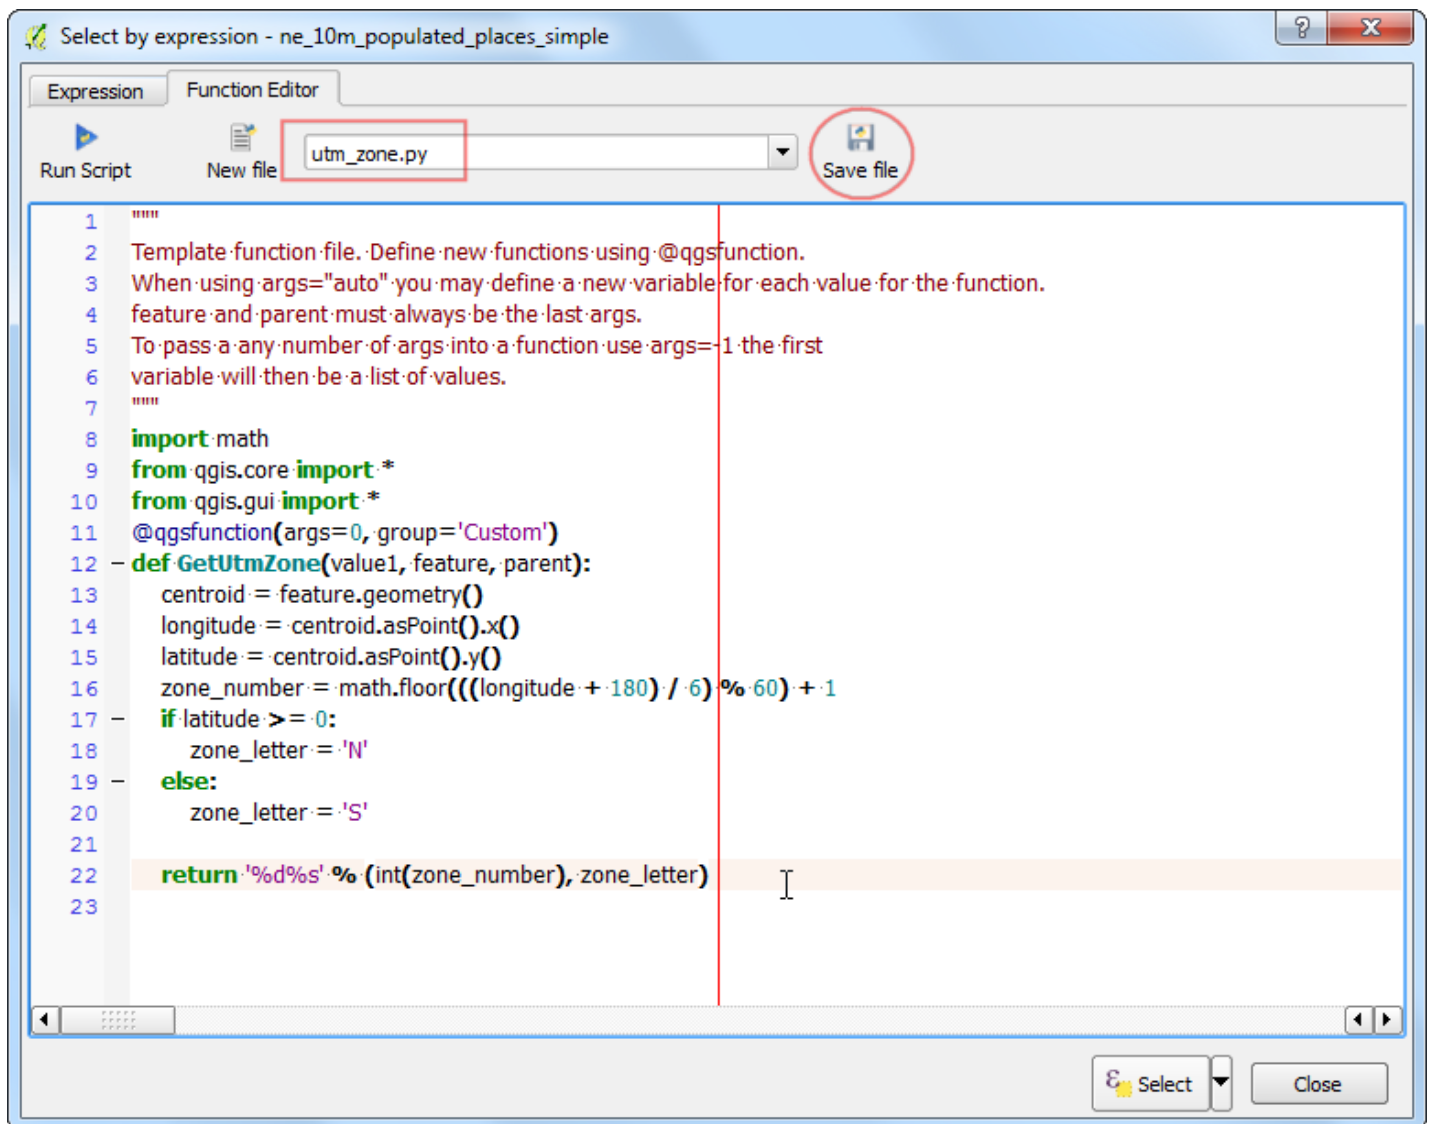 Select by expression - ne_10m_populated_places_simple
?
Expression
Function Editor
Run Script
New file
utm_zone.py
Save file
1 """
2 Template function file. Define new functions using @qgsfunction.
3 When using args="auto" you may define a new variable for each value for the function.
4 feature and parent must always be the last args.
5 To pass a any number of args into a function use args=-1 the first
6 variable will then be a list of values.
7 """
8 import math
9 from qgis.core import *
10 from qgis.gui import *
11 @qgsfunction(args=0, group='Custom')
12 def GetUtmZone(value1, feature, parent):
13     centroid = feature.geometry()
14     longitude = centroid.asPoint().x()
15     latitude = centroid.asPoint().y()
16     zone_number = math.floor(((longitude + 180) / 6) % 60) + 1
17     if latitude >= 0:
18         zone_letter = 'N'
19     else:
20         zone_letter = 'S'
21
22     return '%d%s' % (int(zone_number), zone_letter)
23
ε Select
Close